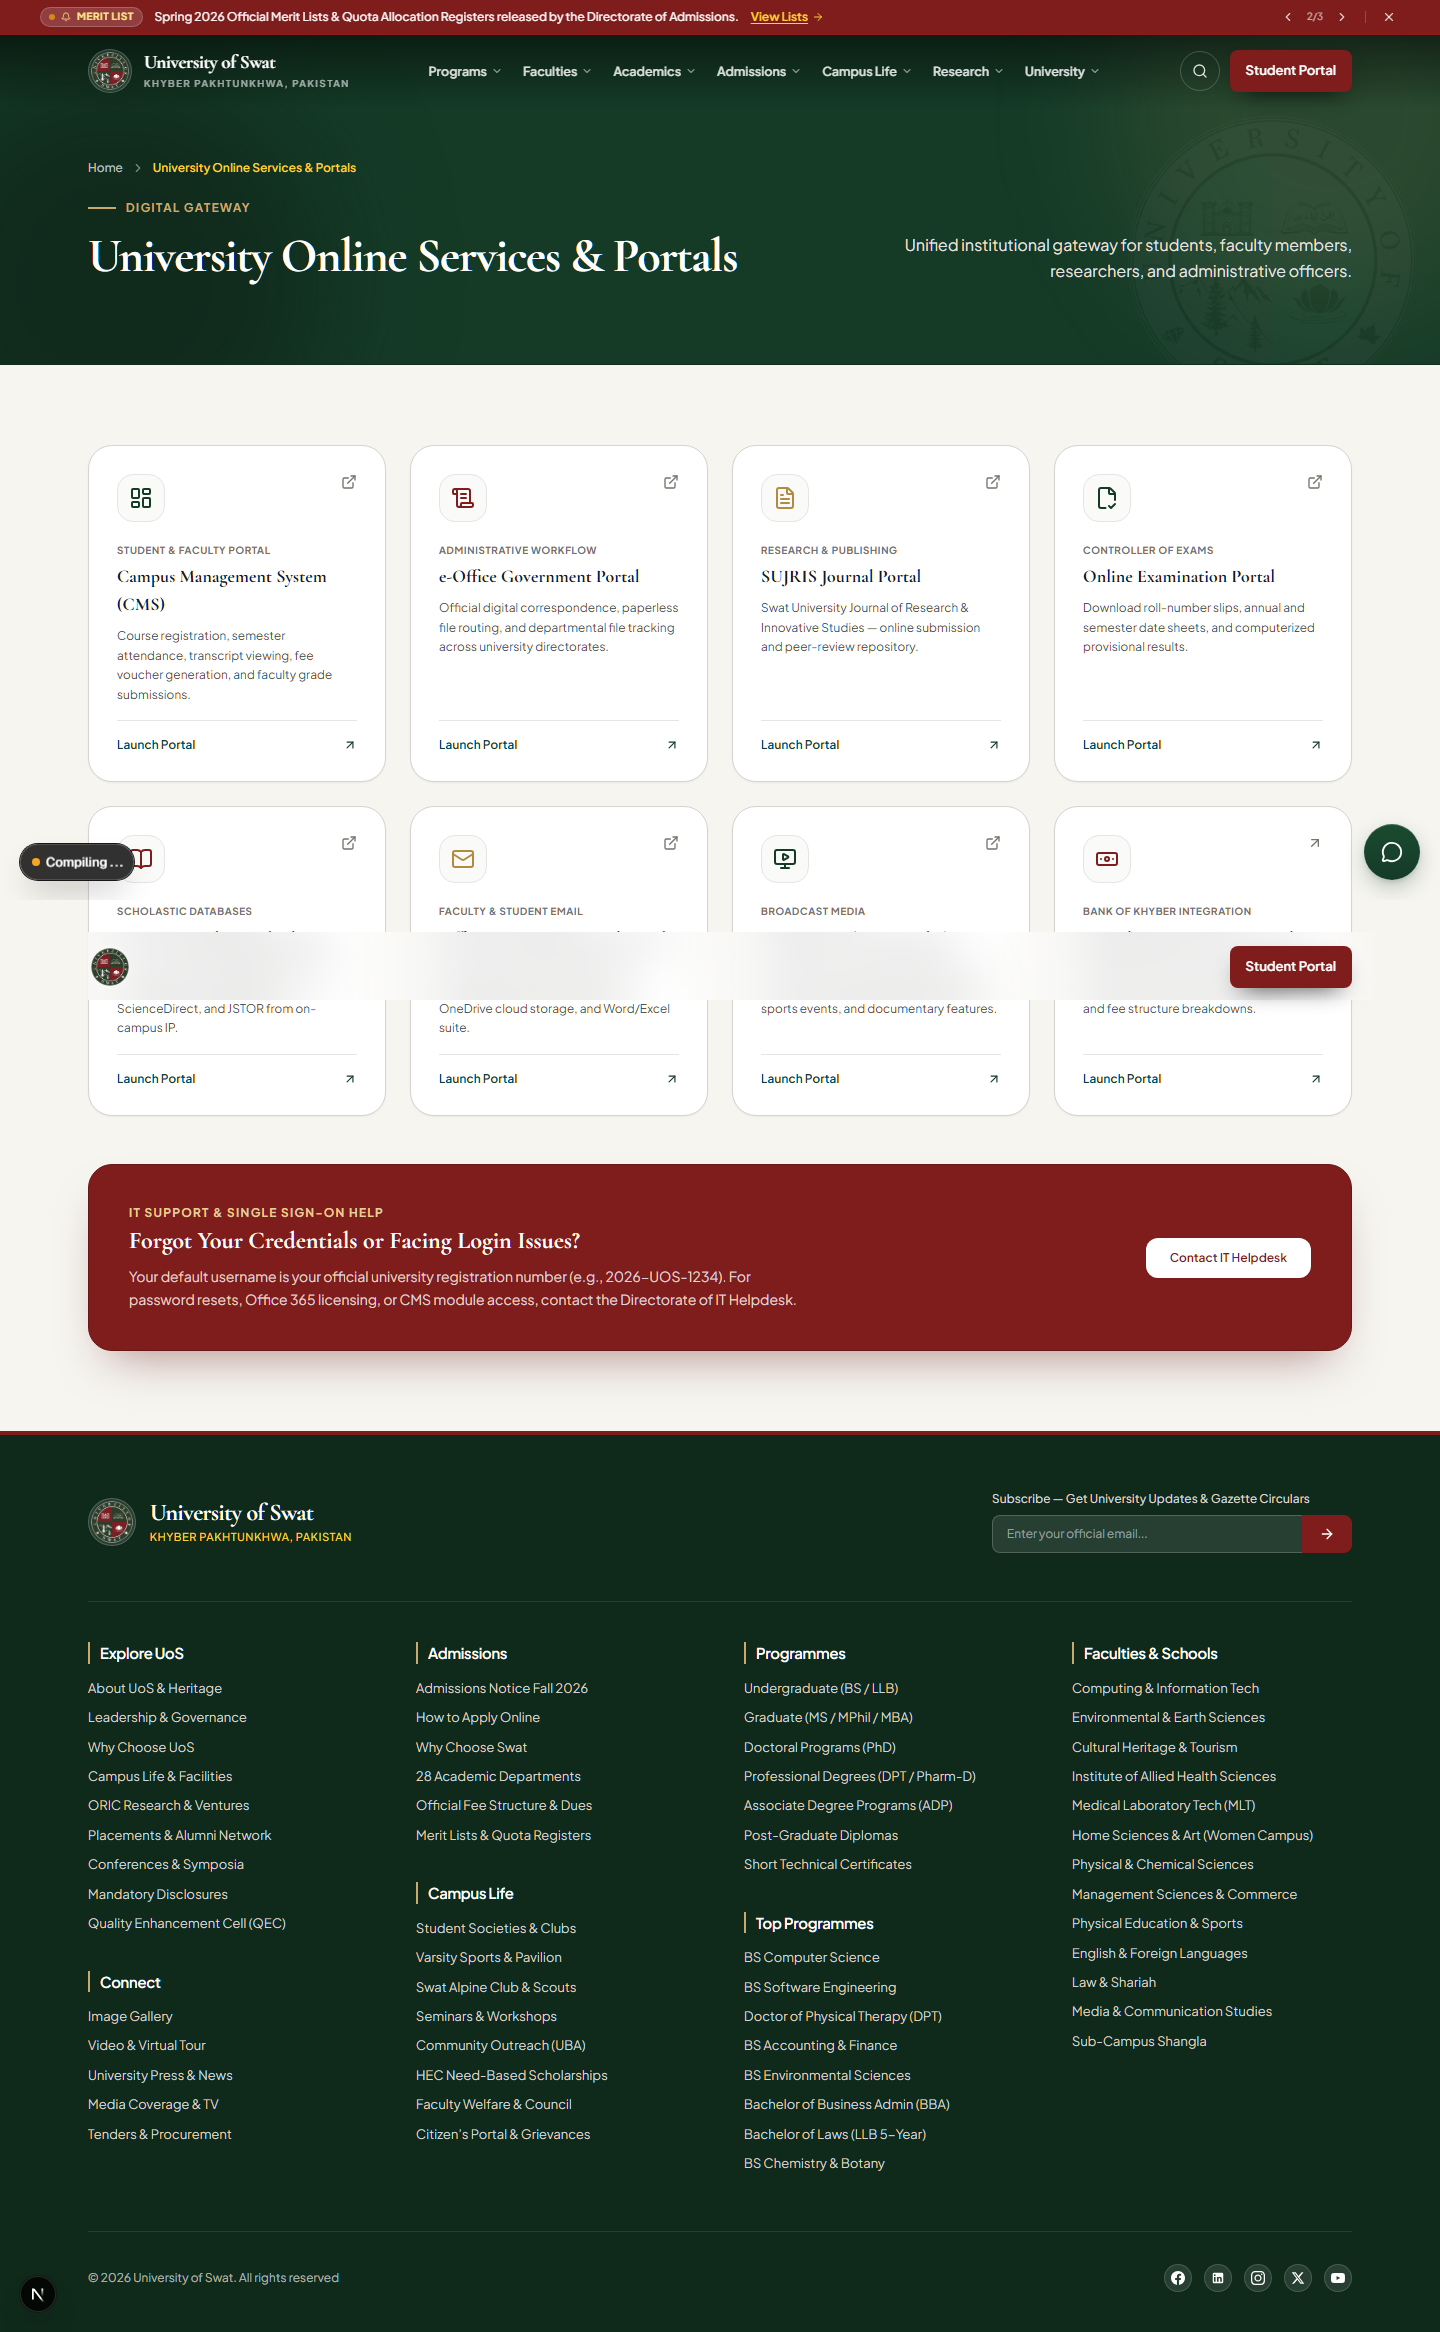 MERIT LIST Spring 2026 Official Merit Lists & Quota Allocation Registers released by the Directorate of Admissions. View Lists 2/3
University of Swat
KHYBER PAKHTUNKHWA, PAKISTAN
Programs Faculties Academics Admissions Campus Life Research University
Student Portal
Home University Online Services & Portals
DIGITAL GATEWAY
University Online Services & Portals
Unified institutional gateway for students, faculty members,
researchers, and administrative officers.
STUDENT & FACULTY PORTAL
Campus Management System
(CMS)
Course registration, semester
attendance, transcript viewing, fee
voucher generation, and faculty grade
submissions.
Launch Portal
ADMINISTRATIVE WORKFLOW
e-Office Government Portal
Official digital correspondence, paperless
file routing, and departmental file tracking
across university directorates.
Launch Portal
RESEARCH & PUBLISHING
SUJRIS Journal Portal
Swat University Journal of Research &
Innovative Studies — online submission
and peer-review repository.
Launch Portal
CONTROLLER OF EXAMS
Online Examination Portal
Download roll-number slips, annual and
semester date sheets, and computerized
provisional results.
Launch Portal
Compiling ...
SCHOLASTIC DATABASES
ScienceDirect, and JSTOR from on-
campus IP.
Launch Portal
FACULTY & STUDENT EMAIL
OneDrive cloud storage, and Word/Excel
suite.
Launch Portal
BROADCAST MEDIA
sports events, and documentary features.
Launch Portal
BANK OF KHYBER INTEGRATION
Student Portal
and fee structure breakdowns.
Launch Portal
IT SUPPORT & SINGLE SIGN-ON HELP
Forgot Your Credentials or Facing Login Issues?
Your default username is your official university registration number (e.g., 2026-UOS-1234). For
password resets, Office 365 licensing, or CMS module access, contact the Directorate of IT Helpdesk.
Contact IT Helpdesk
University of Swat
KHYBER PAKHTUNKHWA, PAKISTAN
Subscribe — Get University Updates & Gazette Circulars
Enter your official email...
Explore UoS
About UoS & Heritage
Leadership & Governance
Why Choose UoS
Campus Life & Facilities
ORIC Research & Ventures
Placements & Alumni Network
Conferences & Symposia
Mandatory Disclosures
Quality Enhancement Cell (QEC)
Connect
Image Gallery
Video & Virtual Tour
University Press & News
Media Coverage & TV
Tenders & Procurement
Admissions
Admissions Notice Fall 2026
How to Apply Online
Why Choose Swat
28 Academic Departments
Official Fee Structure & Dues
Merit Lists & Quota Registers
Campus Life
Student Societies & Clubs
Varsity Sports & Pavilion
Swat Alpine Club & Scouts
Seminars & Workshops
Community Outreach (UBA)
HEC Need-Based Scholarships
Faculty Welfare & Council
Citizen's Portal & Grievances
Programmes
Undergraduate (BS / LLB)
Graduate (MS / MPhil / MBA)
Doctoral Programs (PhD)
Professional Degrees (DPT / Pharm-D)
Associate Degree Programs (ADP)
Post-Graduate Diplomas
Short Technical Certificates
Top Programmes
BS Computer Science
BS Software Engineering
Doctor of Physical Therapy (DPT)
BS Accounting & Finance
BS Environmental Sciences
Bachelor of Business Admin (BBA)
Bachelor of Laws (LLB 5-Year)
BS Chemistry & Botany
Faculties & Schools
Computing & Information Tech
Environmental & Earth Sciences
Cultural Heritage & Tourism
Institute of Allied Health Sciences
Medical Laboratory Tech (MLT)
Home Sciences & Art (Women Campus)
Physical & Chemical Sciences
Management Sciences & Commerce
Physical Education & Sports
English & Foreign Languages
Law & Shariah
Media & Communication Studies
Sub-Campus Shangla
© 2026 University of Swat. All rights reserved